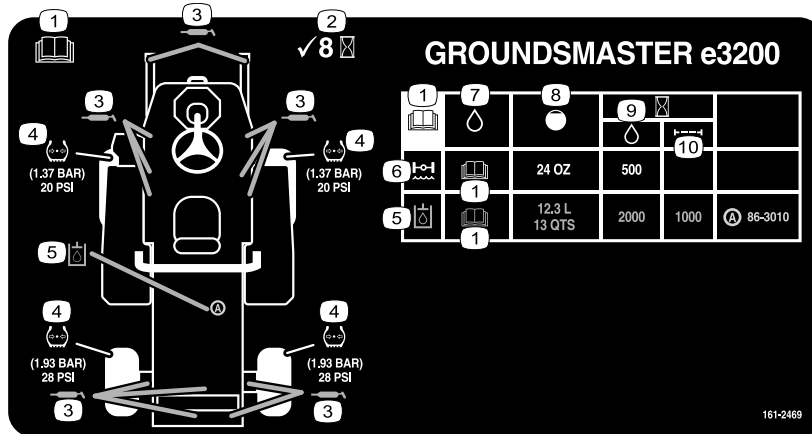 1
3
2
✓8
GROUNDSMASTER e3200
3
3
4
4
(1.37 BAR)
20 PSI
(1.37 BAR)
20 PSI
5
A
4
4
(1.93 BAR)
28 PSI
(1.93 BAR)
28 PSI
3
3
1
7
8
9
10
6
1
24 OZ
500
5
1
12.3 L
13 QTS
2000
1000
A 86-3010
161-2469